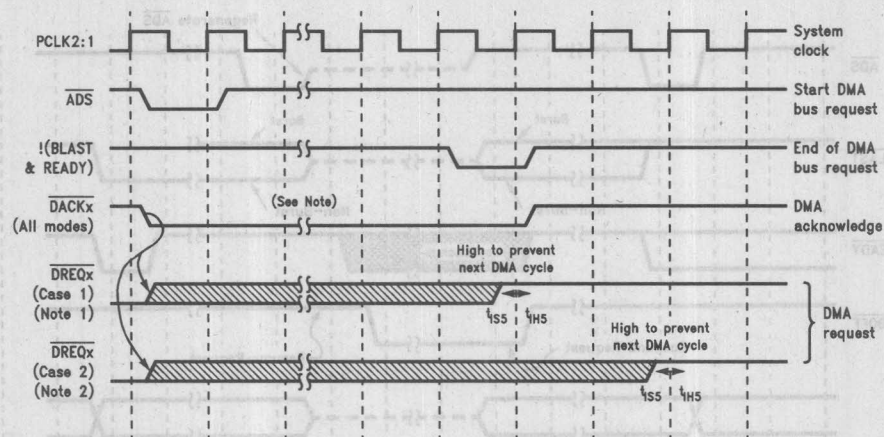 PCLK2:1
System
clock
ADS
Start DMA
bus request
!(BLAST
& READY)
End of DMA
bus request
DACKx
(All modes)
(See Note)
DMA
acknowledge
High to prevent
next DMA cycle
DREQx
(Case 1)
(Note 1)
tIS5
tIH5
DMA
request
High to prevent
next DMA cycle
DREQx
(Case 2)
(Note 2)
tIS5
tIH5